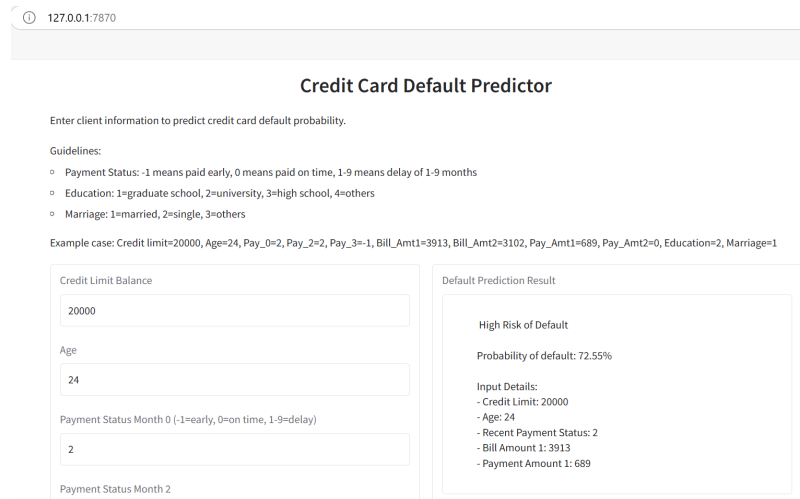 127.0.0.1:7870
Credit Card Default Predictor
Enter client information to predict credit card default probability.
Guidelines:
Payment Status: -1 means paid early, 0 means paid on time, 1-9 means delay of 1-9 months
Education: 1=graduate school, 2=university, 3=high school, 4=others
Marriage: 1=married, 2=single, 3=others
Example case: Credit limit=20000, Age=24, Pay_0=2, Pay_2=2, Pay_3=-1, Bill_Amt1=3913, Bill_Amt2=3102, Pay_Amt1=689, Pay_Amt2=0, Education=2, Marriage=1
Credit Limit Balance
20000
Age
24
Payment Status Month 0 (-1=early, 0=on time, 1-9=delay)
2
Payment Status Month 2
Default Prediction Result
High Risk of Default
Probability of default: 72.55%
Input Details:
- Credit Limit: 20000
- Age: 24
- Recent Payment Status: 2
- Bill Amount 1: 3913
- Payment Amount 1: 689